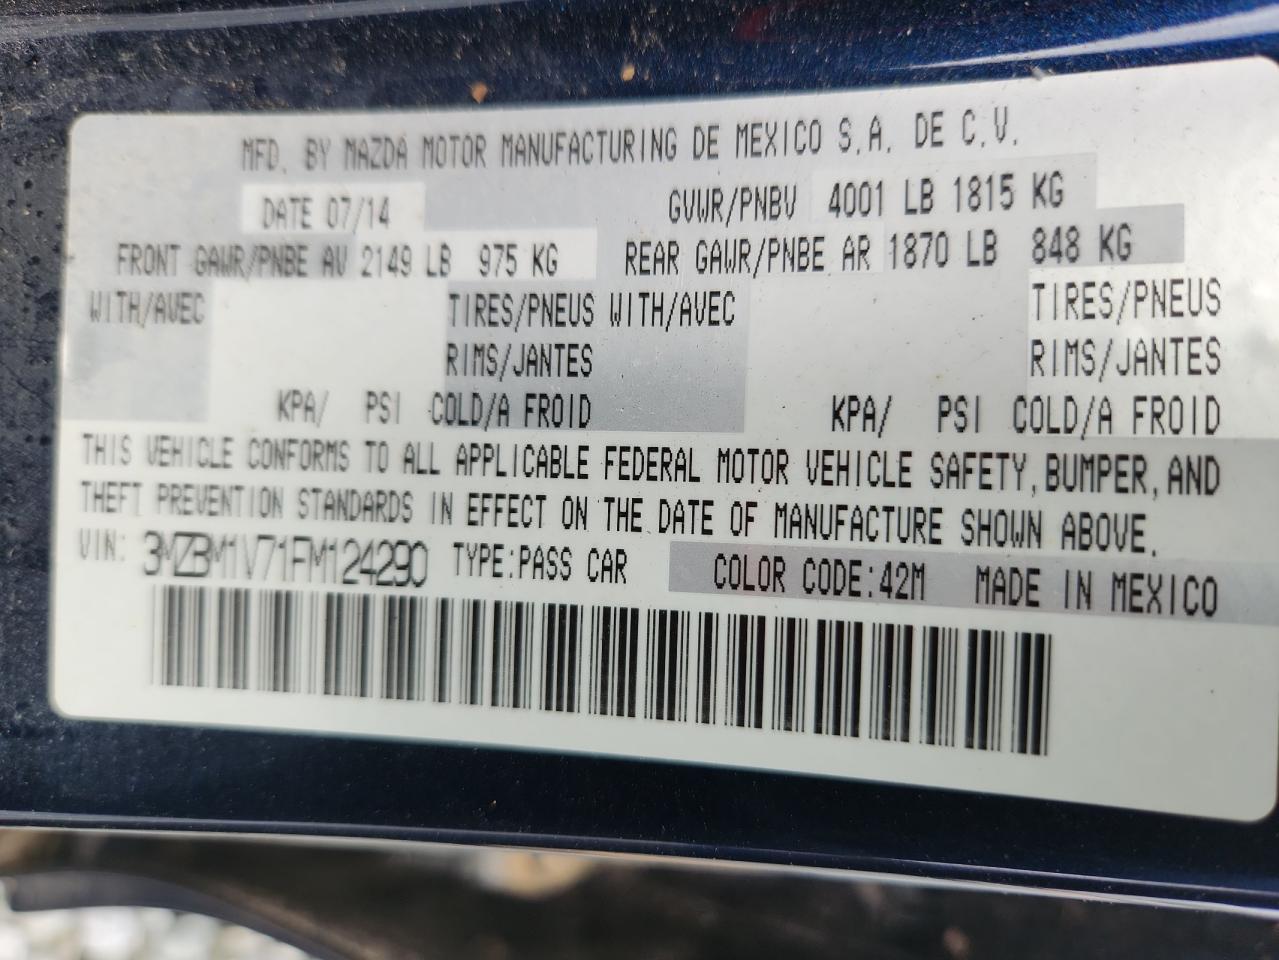 MFD. BY MAZDA MOTOR MANUFACTURING DE MEXICO S.A. DE C.V.
DATE 07/14 GVWR/PNBV 4001 LB 1815 KG
FRONT GAWR/PNBE AV 2149 LB 975 KG REAR GAWR/PNBE AR 1870 LB 848 KG
WITH/AVEC TIRES/PNEUS WITH/AVEC TIRES/PNEUS
RIMS/JANTES RIMS/JANTES
KPA/ PSI COLD/A FROID KPA/ PSI COLD/A FROID
THIS VEHICLE CONFORMS TO ALL APPLICABLE FEDERAL MOTOR VEHICLE SAFETY, BUMPER, AND
THEFT PREVENTION STANDARDS IN EFFECT ON THE DATE OF MANUFACTURE SHOWN ABOVE.
VIN: 3MZBM1V71FM124290 TYPE:PASS CAR COLOR CODE:42M MADE IN MEXICO